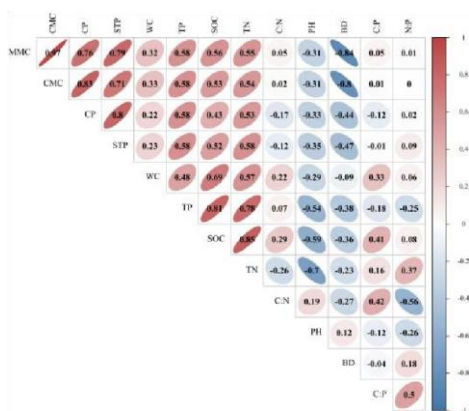 CMC CP STP WC TP SOC TN C:N PH BD C:P N:P
MMC 0.97 0.76 0.79 0.32 0.58 0.56 0.55 0.05 -0.31 -0.84 0.05 0.01 1
CMC 0.83 0.71 0.33 0.58 0.53 0.54 0.02 -0.31 -0.8 0.01 0 0.8
CP 0.8 0.22 0.58 0.43 0.53 -0.17 -0.33 -0.44 -0.12 0.02 0.6
STP 0.23 0.58 0.52 0.58 -0.12 -0.35 -0.47 -0.01 0.09 0.4
WC 0.48 0.69 0.57 0.22 -0.29 -0.09 0.33 0.06
TP 0.81 0.78 0.07 -0.54 -0.38 -0.18 -0.25 0.2
SOC 0.85 0.29 -0.59 -0.36 0.41 0.08 0
TN -0.26 -0.7 -0.23 0.16 0.37 -0.2
C:N 0.19 -0.27 0.42 -0.56 -0.4
PH 0.12 -0.12 -0.26 -0.6
BD -0.04 0.18 -0.8
C:P 0.5 -1